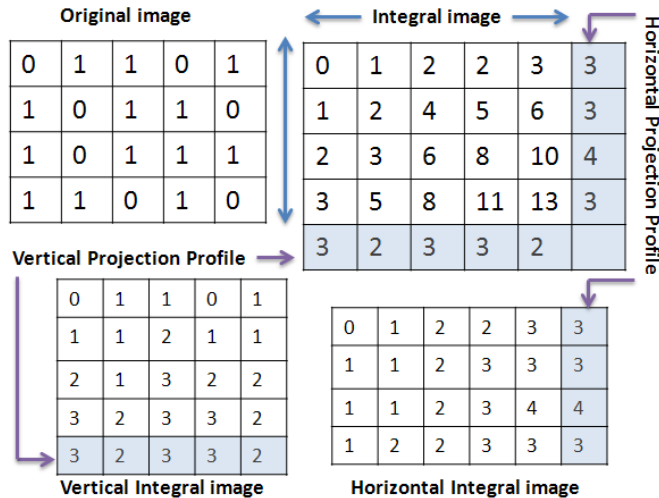 Original image
0 1 1 0 1
1 0 1 1 0
1 0 1 1 1
1 1 0 1 0
Integral image
0 1 2 2 3 3
1 2 4 5 6 3
2 3 6 8 10 4
3 5 8 11 13 3
3 2 3 3 2
Horizontal Projection Profile
Vertical Projection Profile
0 1 1 0 1
1 1 2 1 1
2 1 3 2 2
3 2 3 3 2
3 2 3 3 2
Vertical Integral image
0 1 2 2 3 3
1 1 2 3 3 3
1 1 2 3 4 4
1 2 2 3 3 3
Horizontal Integral image